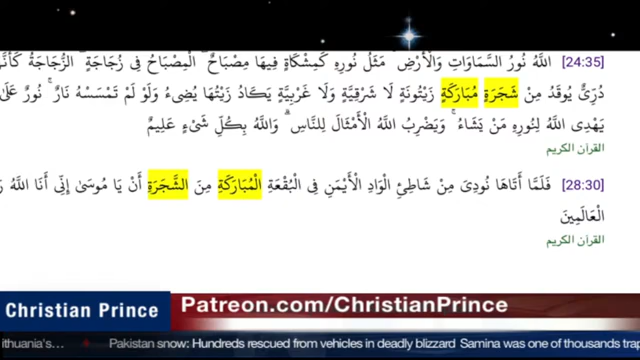 [24:35] اللَّهُ نُورُ السَّمَاوَاتِ وَالْأَرْضِ ۚ مَثَلُ نُورِهِ كَمِشْكَاةٍ فِيهَا مِصْبَاحٌ ۖ الْمِصْبَاحُ فِي زُجَاجَةٍ ۖ الزُّجَاجَةُ كَأَنَّ
دُرِّيٌّ يُوقَدُ مِنْ شَجَرَةٍ مُبَارَكَةٍ زَيْتُونَةٍ لَا شَرْقِيَّةٍ وَلَا غَرْبِيَّةٍ يَكَادُ زَيْتُهَا يُضِيءُ وَلَوْ لَمْ تَمْسَسْهُ نَارٌ ۚ نُورٌ عَلَى
يَهْدِي اللَّهُ لِنُورِهِ مَنْ يَشَاءُ ۚ وَيَضْرِبُ اللَّهُ الْأَمْثَالَ لِلنَّاسِ ۗ وَاللَّهُ بِكُلِّ شَيْءٍ عَلِيمٌ
القرآن الكريم
[28:30] فَلَمَّا أَتَاهَا نُودِيَ مِنْ شَاطِئِ الْوَادِ الْأَيْمَنِ فِي الْبُقْعَةِ الْمُبَارَكَةِ مِنَ الشَّجَرَةِ أَنْ يَا مُوسَى إِنِّي أَنَا اللَّهُ
الْعَالَمِينَ
القرآن الكريم
Christian Prince
Patreon.com/ChristianPrince
ithuania's... Pakistan snow: Hundreds rescued from vehicles in deadly blizzard Samina was one of thousands trap